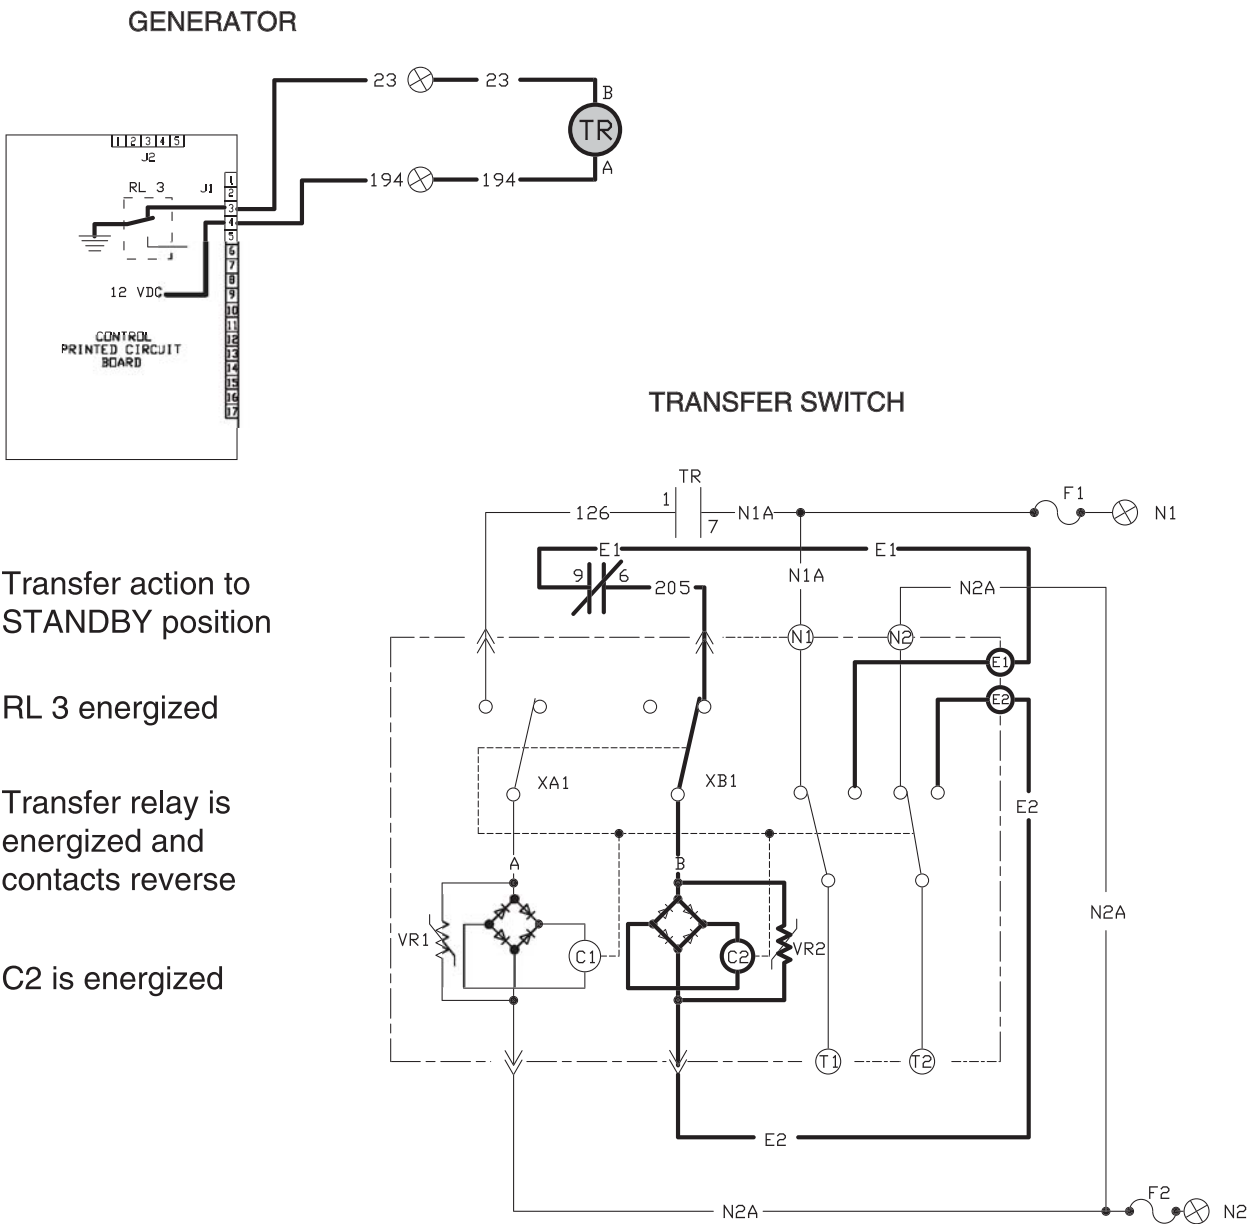 GENERATOR
23 23
B
TR
A
194 194
1 2 3 4 5
J2
RL 3 J1
1
2
3
4
5
6
7
8
9
10
11
12
13
14
15
16
17
12 VDC
CONTROL
PRINTED CIRCUIT
BOARD
TRANSFER SWITCH
TR
1
7
126 N1A
F1
N1
E1 E1
9 6
205
N1A
N2A
Transfer action to
STANDBY position
N1 N2
E1
E2
RL 3 energized
XA1 XB1
E2
Transfer relay is
energized and
contacts reverse
A B
N2A
VR1 C1 C2 VR2
C2 is energized
T1 T2
E2
N2A
F2
N2